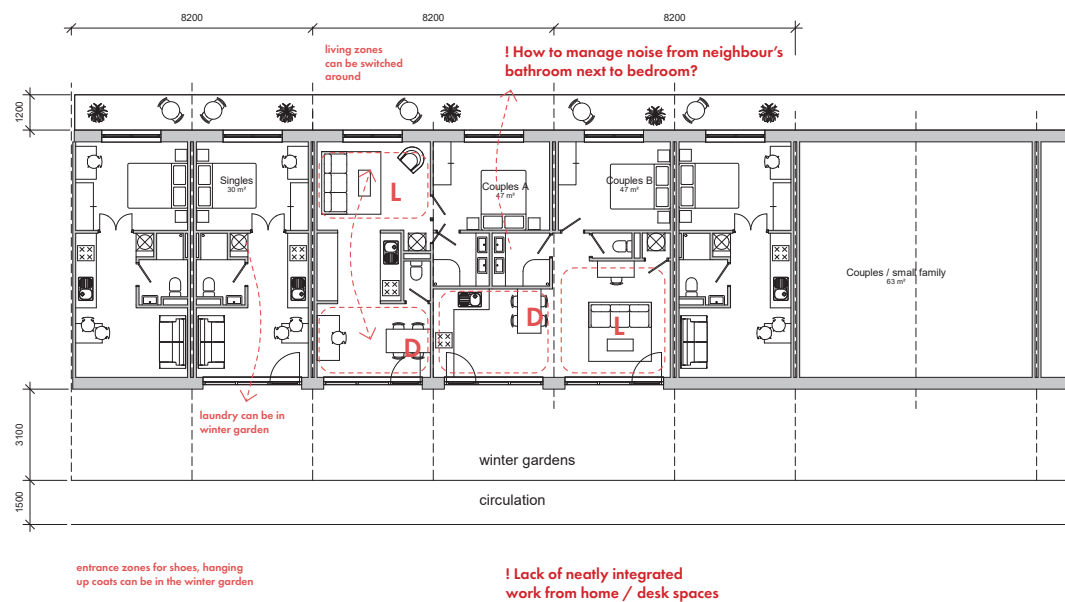 8200
8200
8200
living zones
can be switched
around
! How to manage noise from neighbour's
bathroom next to bedroom?
1200
Singles
30 m²
L
Couples A
47 m²
Couples B
47 m²
Couples / small family
63 m²
D
D
L
laundry can be in
winter garden
3100
winter gardens
1500
circulation
entrance zones for shoes, hanging
up coats can be in the winter garden
! Lack of neatly integrated
work from home / desk spaces